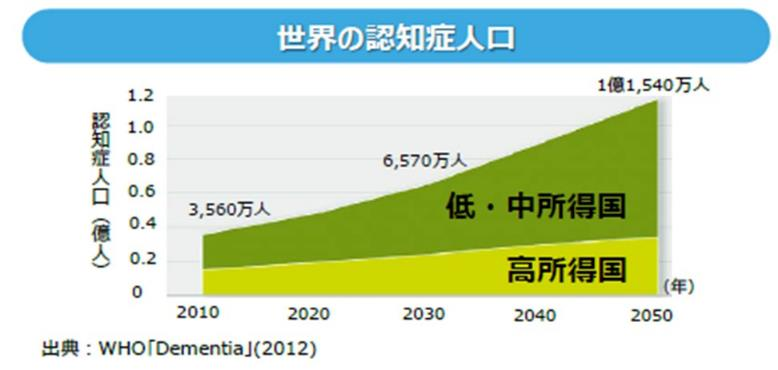 世界の認知症人口
1億1,540万人
1.2
1.0
0.8
0.6
0.4
0.2
0
認知症人口（億人）
6,570万人
3,560万人
低・中所得国
高所得国
(年)
2010 2020 2030 2040 2050
出典：WHO「Dementia」(2012)